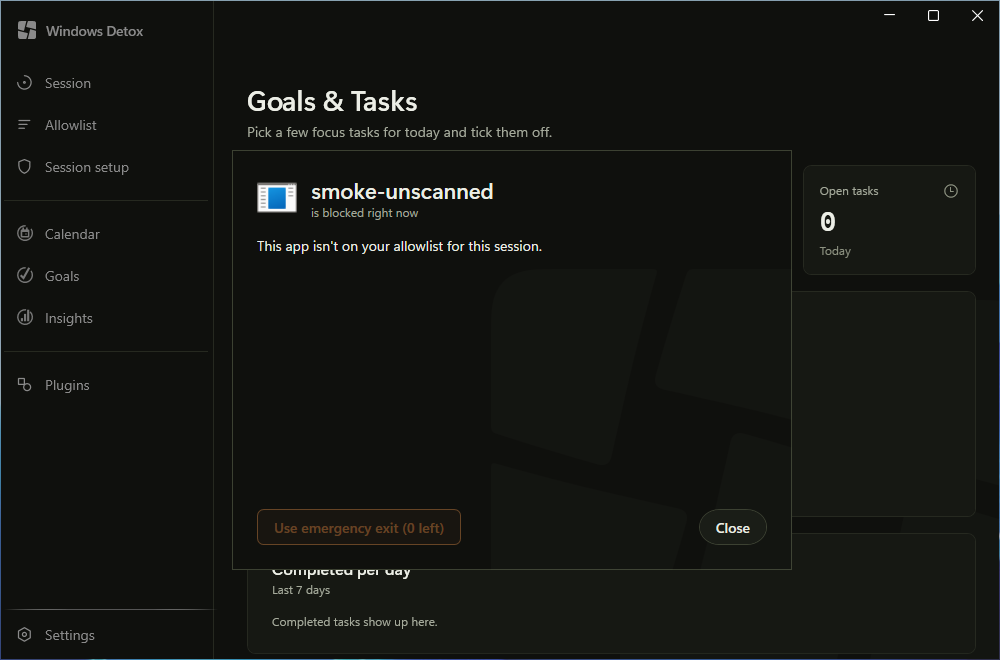 Windows Detox
Session
Allowlist
Session setup
Calendar
Goals
Insights
Plugins
Settings
Goals & Tasks
Pick a few focus tasks for today and tick them off.
smoke-unscanned
is blocked right now
This app isn't on your allowlist for this session.
Use emergency exit (0 left)
Close
Open tasks
0
Today
Completed per day
Last 7 days
Completed tasks show up here.